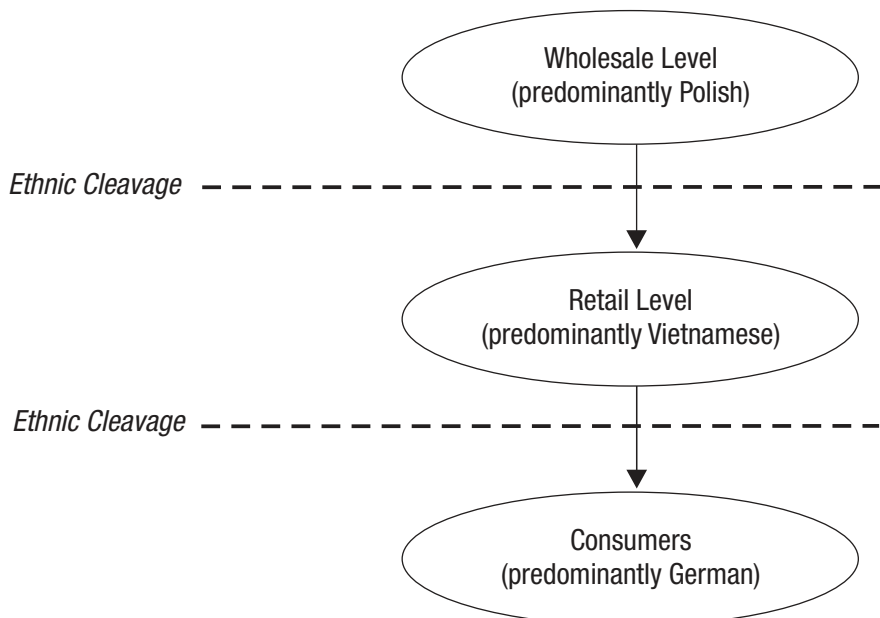 Wholesale Level
(predominantly Polish)
Ethnic Cleavage
Retail Level
(predominantly Vietnamese)
Ethnic Cleavage
Consumers
(predominantly German)